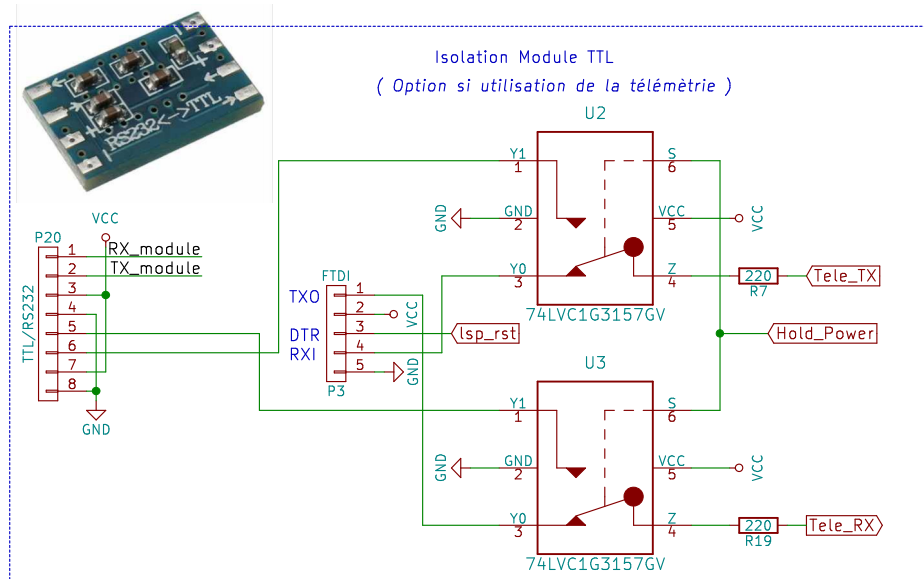 Isolation Module TTL
( Option si utilisation de la télémètrie )
RS232<->TTL
U2
Y1
1
S
6
GND
GND
2
VCC
5
VCC
Y0
3
Z
4
220
R7
Tele_TX
74LVC1G3157GV
VCC
P20
TTL/RS232
1
RX_module
2
TX_module
3
4
5
6
7
8
GND
FTDI
TXO
1
2
VCC
DTR
3
Isp_rst
RXI
4
5
GND
P3
Hold_Power
U3
Y1
1
S
6
GND
GND
2
VCC
5
VCC
Y0
3
Z
4
220
R19
Tele_RX
74LVC1G3157GV